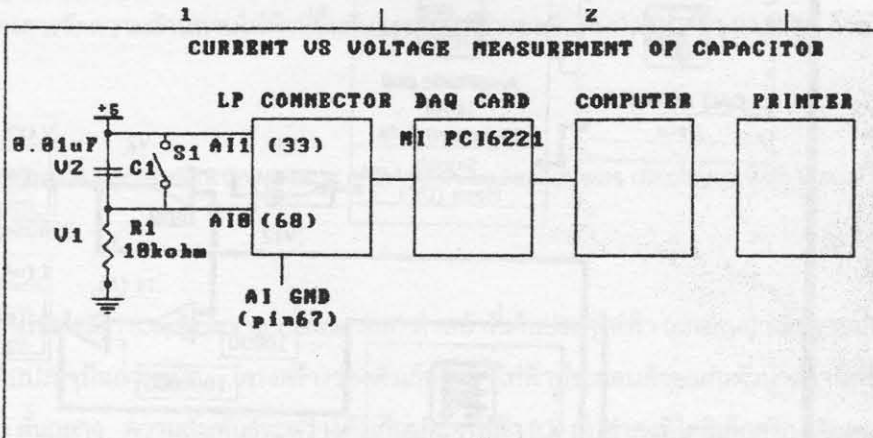 1 2
CURRENT VS VOLTAGE MEASUREMENT OF CAPACITOR
LP CONNECTOR DAQ CARD COMPUTER PRINTER
+5
0.01uF
S1 AI1 (33)
NI PCI6221
V2 C1
AI0 (68)
V1 R1
10kohm
AI GND
(pin67)